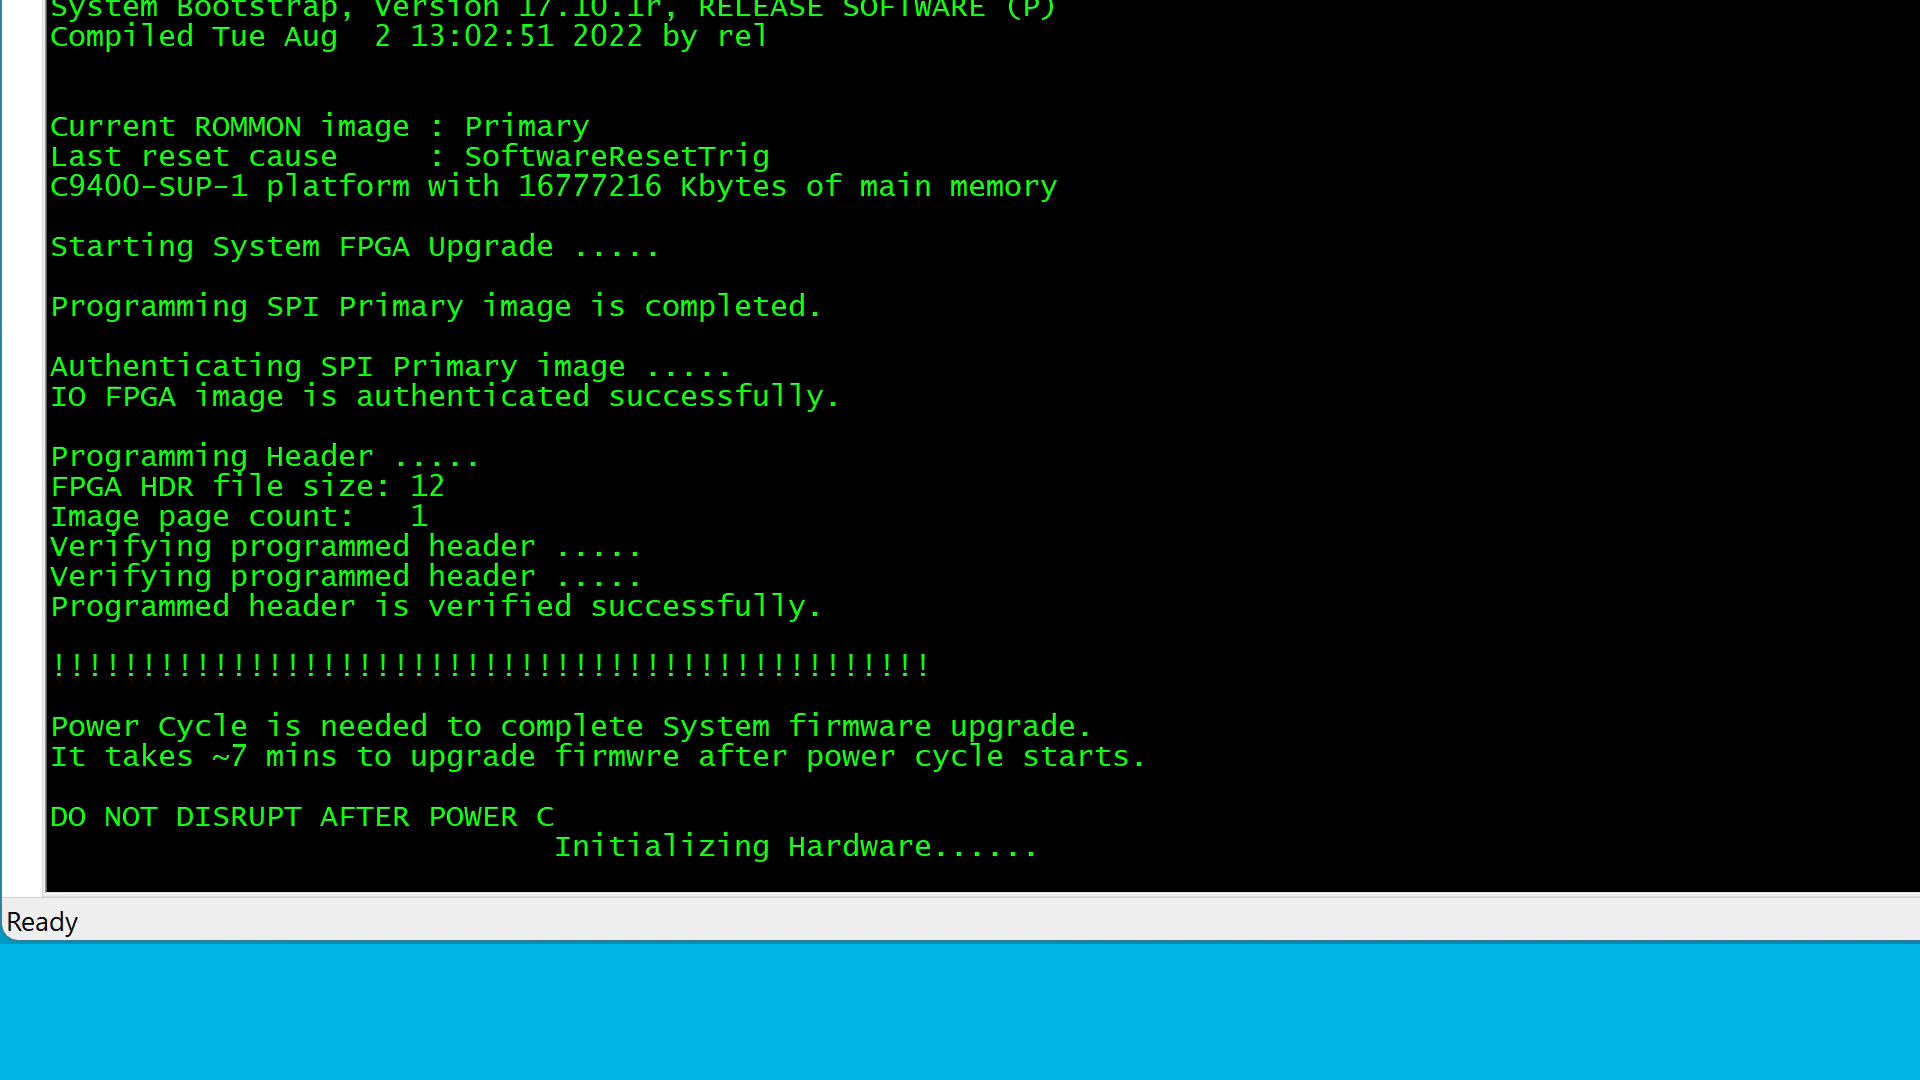 System Bootstrap, Version 17.10.1r, RELEASE SOFTWARE (P)
Compiled Tue Aug  2 13:02:51 2022 by rel
Current ROMMON image : Primary
Last reset cause     : SoftwareResetTrig
C9400-SUP-1 platform with 16777216 Kbytes of main memory
Starting System FPGA Upgrade .....
Programming SPI Primary image is completed.
Authenticating SPI Primary image .....
IO FPGA image is authenticated successfully.
Programming Header .....
FPGA HDR file size: 12
Image page count:   1
Verifying programmed header .....
Verifying programmed header .....
Programmed header is verified successfully.
!!!!!!!!!!!!!!!!!!!!!!!!!!!!!!!!!!!!!!!!!!!!!!!!!
Power Cycle is needed to complete System firmware upgrade.
It takes ~7 mins to upgrade firmwre after power cycle starts.
DO NOT DISRUPT AFTER POWER C
Initializing Hardware......
Ready